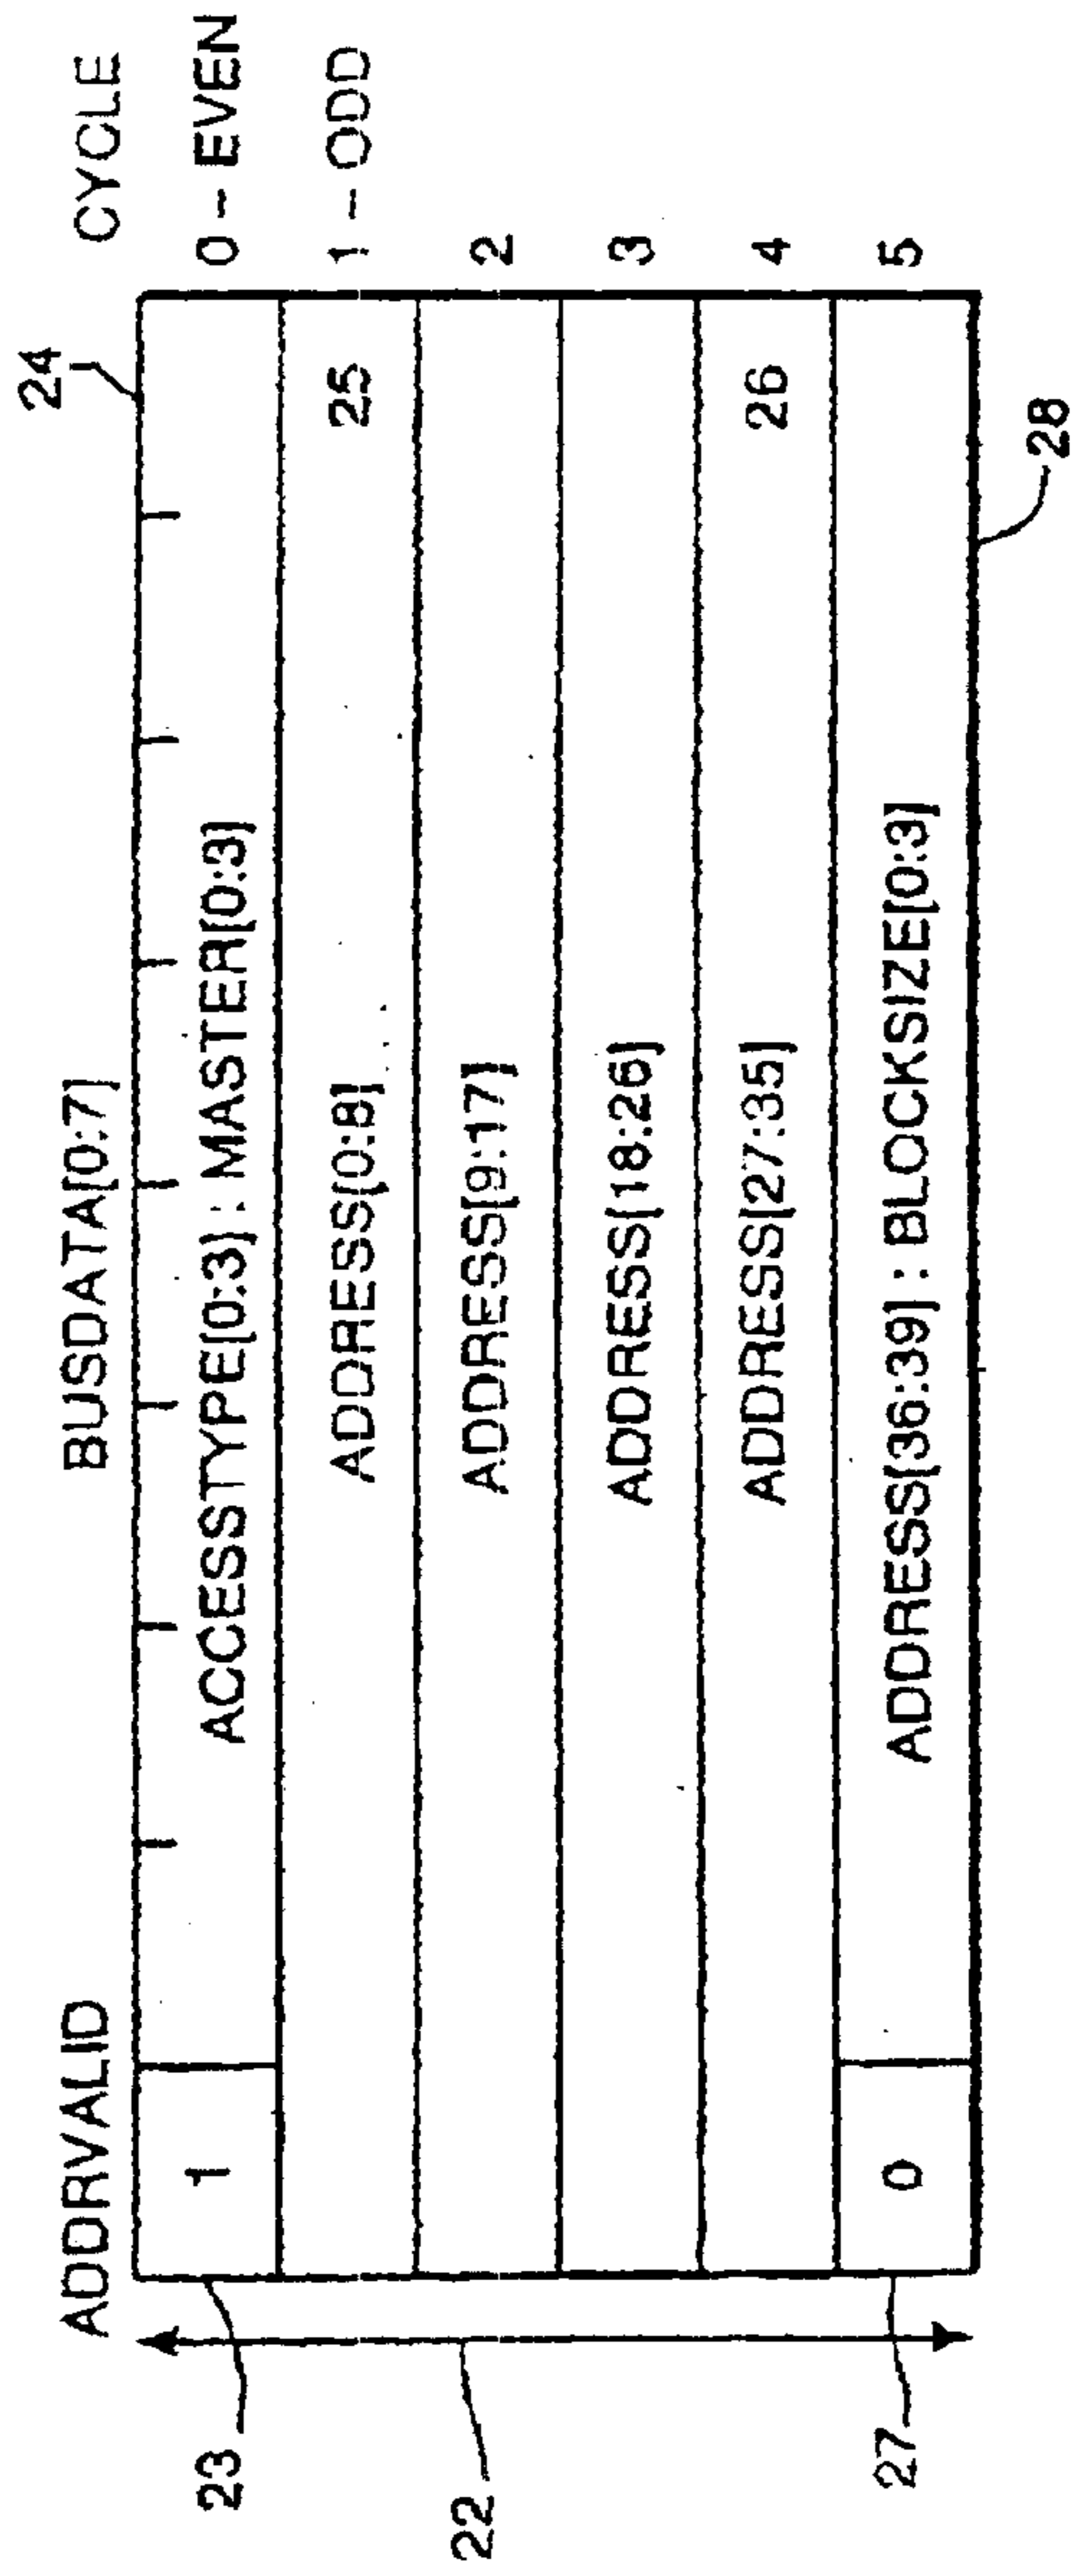 ADDRVALID BUSDATA[0:7] CYCLE
24
1 ACCESSTYPE[0:3] : MASTER[0:3] 0 – EVEN
23
ADDRESS[0:8] 25 1 – ODD
ADDRESS[9:17] 2
22
ADDRESS[18:26] 3
ADDRESS[27:35] 26 4
0 ADDRESS[36:39] : BLOCKSIZE[0:3] 5
27
28